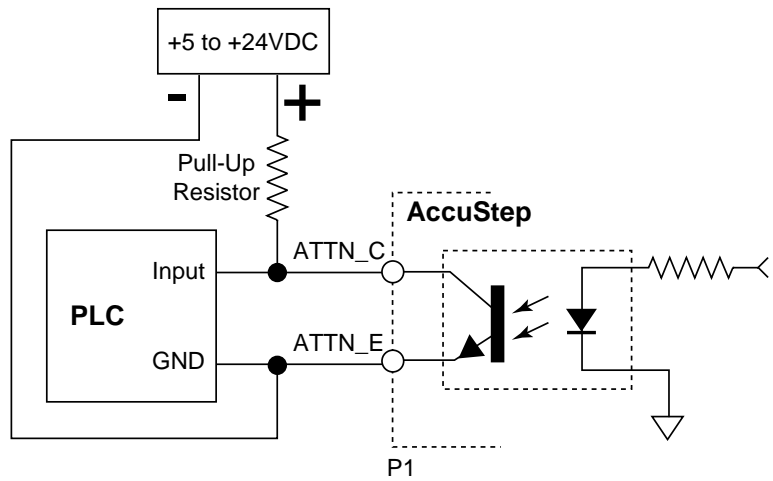 +5 to +24VDC
- +
Pull-Up
Resistor
AccuStep
ATTN_C
Input
PLC
ATTN_E
GND
P1